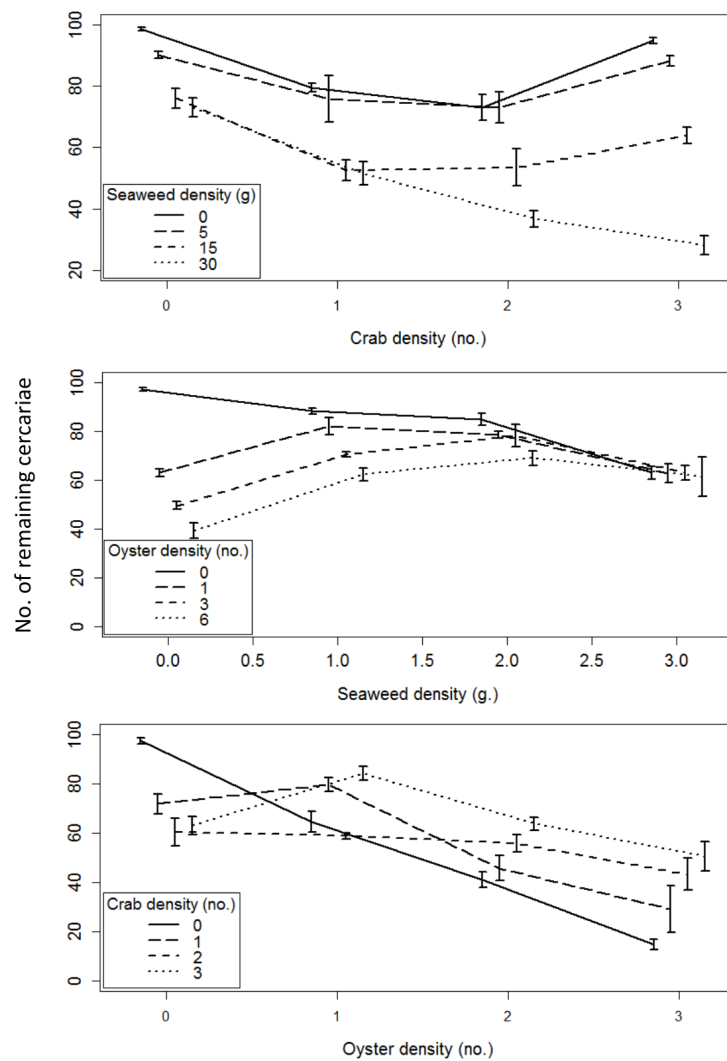 No. of remaining cercariae
100
80
60
40
20
Seaweed density (g)
0
5
15
30
0 1 2 3
Crab density (no.)
100
80
60
40
20
0
Oyster density (no.)
0
1
3
6
0.0 0.5 1.0 1.5 2.0 2.5 3.0
Seaweed density (g.)
100
80
60
40
20
0
Crab density (no.)
0
1
2
3
0 1 2 3
Oyster density (no.)